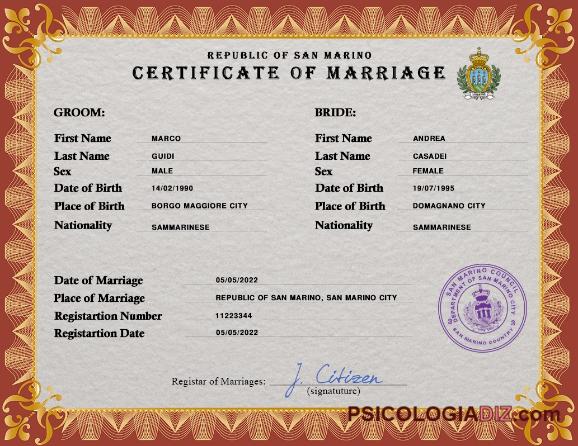 REPUBLIC OF SAN MARINO
CERTIFICATE OF MARRIAGE
GROOM: BRIDE:
First Name MARCO First Name ANDREA
Last Name GUIDI Last Name CASADEI
Sex MALE Sex FEMALE
Date of Birth 14/02/1990 Date of Birth 19/07/1995
Place of Birth BORGO MAGGIORE CITY Place of Birth DOMAGNANO CITY
Nationality SAMMARINESE Nationality SAMMARINESE
Date of Marriage 05/05/2022
Place of Marriage REPUBLIC OF SAN MARINO, SAN MARINO CITY
Registartion Number 11223344
Registartion Date 05/05/2022
SAN MARINO COUNCIL
DEPARTMENT OF SAN MARINO
SAN MARINO COUNTRY
Registar of Marriages: J. Citizen
(signatuture)
PSICOLOGIADIZ.com